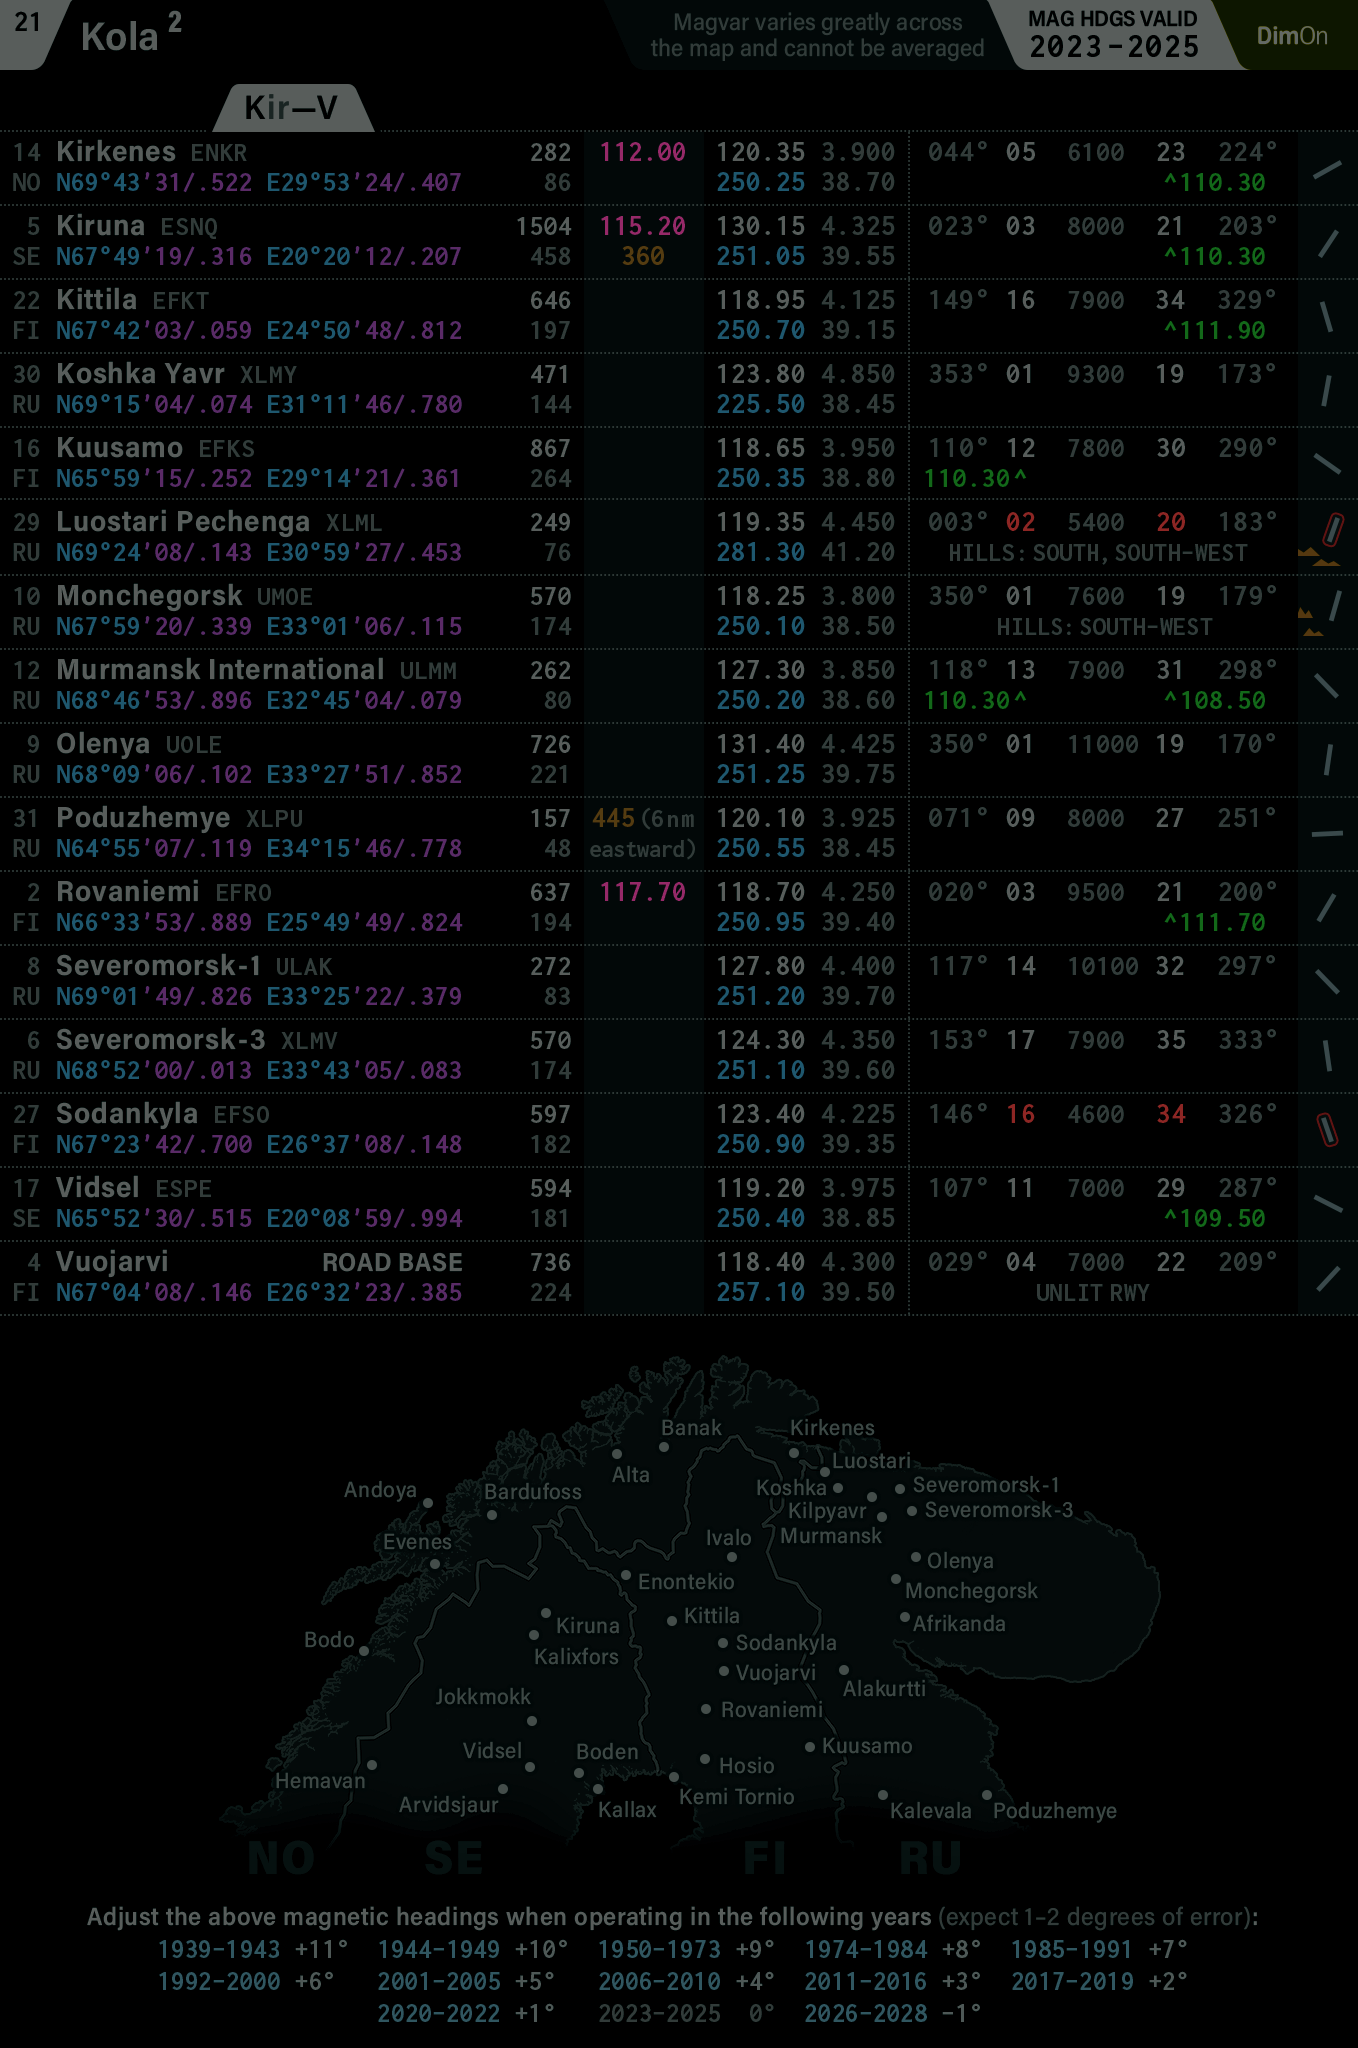 21 Kola 2 Magvar varies greatly across the map and cannot be averaged MAG HDGS VALID 2023-2025 DimOn
Kir—V
14 Kirkenes ENKR 282 112.00 120.35 3.900 044° 05 6100 23 224°
NO N69°43'31/.522 E29°53'24/.407 86 250.25 38.70 ^110.30
5 Kiruna ESNQ 1504 115.20 130.15 4.325 023° 03 8000 21 203°
SE N67°49'19/.316 E20°20'12/.207 458 360 251.05 39.55 ^110.30
22 Kittila EFKT 646 118.95 4.125 149° 16 7900 34 329°
FI N67°42'03/.059 E24°50'48/.812 197 250.70 39.15 ^111.90
30 Koshka Yavr XLMY 471 123.80 4.850 353° 01 9300 19 173°
RU N69°15'04/.074 E31°11'46/.780 144 225.50 38.45
16 Kuusamo EFKS 867 118.65 3.950 110° 12 7800 30 290°
FI N65°59'15/.252 E29°14'21/.361 264 250.35 38.80 110.30^
29 Luostari Pechenga XLML 249 119.35 4.450 003° 02 5400 20 183°
RU N69°24'08/.143 E30°59'27/.453 76 281.30 41.20 HILLS: SOUTH, SOUTH-WEST
10 Monchegorsk UMOE 570 118.25 3.800 350° 01 7600 19 179°
RU N67°59'20/.339 E33°01'06/.115 174 250.10 38.50 HILLS: SOUTH-WEST
12 Murmansk International ULMM 262 127.30 3.850 118° 13 7900 31 298°
RU N68°46'53/.896 E32°45'04/.079 80 250.20 38.60 110.30^ ^108.50
9 Olenya UOLE 726 131.40 4.425 350° 01 11000 19 170°
RU N68°09'06/.102 E33°27'51/.852 221 251.25 39.75
31 Poduzhemye XLPU 157 445 (6nm 120.10 3.925 071° 09 8000 27 251°
RU N64°55'07/.119 E34°15'46/.778 48 eastward) 250.55 38.45
2 Rovaniemi EFRO 637 117.70 118.70 4.250 020° 03 9500 21 200°
FI N66°33'53/.889 E25°49'49/.824 194 250.95 39.40 ^111.70
8 Severomorsk-1 ULAK 272 127.80 4.400 117° 14 10100 32 297°
RU N69°01'49/.826 E33°25'22/.379 83 251.20 39.70
6 Severomorsk-3 XLMV 570 124.30 4.350 153° 17 7900 35 333°
RU N68°52'00/.013 E33°43'05/.083 174 251.10 39.60
27 Sodankyla EFSO 597 123.40 4.225 146° 16 4600 34 326°
FI N67°23'42/.700 E26°37'08/.148 182 250.90 39.35
17 Vidsel ESPE 594 119.20 3.975 107° 11 7000 29 287°
SE N65°52'30/.515 E20°08'59/.994 181 250.40 38.85 ^109.50
4 Vuojarvi ROAD BASE 736 118.40 4.300 029° 04 7000 22 209°
FI N67°04'08/.146 E26°32'23/.385 224 257.10 39.50 UNLIT RWY
Banak
Kirkenes
Luostari
Alta
Koshka
Severomorsk-1
Andoya
Bardufoss
Kilpyavr
Severomorsk-3
Evenes
Ivalo
Murmansk
Olenya
Enontekio
Monchegorsk
Kiruna
Kittila
Afrikanda
Bodo
Kalixfors
Sodankyla
Vuojarvi
Alakurtti
Jokkmokk
Rovaniemi
Vidsel
Boden
Kuusamo
Hosio
Hemavan
Arvidsjaur
Kallax
Kemi Tornio
Kalevala
Poduzhemye
NO SE FI RU
Adjust the above magnetic headings when operating in the following years (expect 1-2 degrees of error):
1939-1943 +11° 1944-1949 +10° 1950-1973 +9° 1974-1984 +8° 1985-1991 +7°
1992-2000 +6° 2001-2005 +5° 2006-2010 +4° 2011-2016 +3° 2017-2019 +2°
2020-2022 +1° 2023-2025 0° 2026-2028 -1°